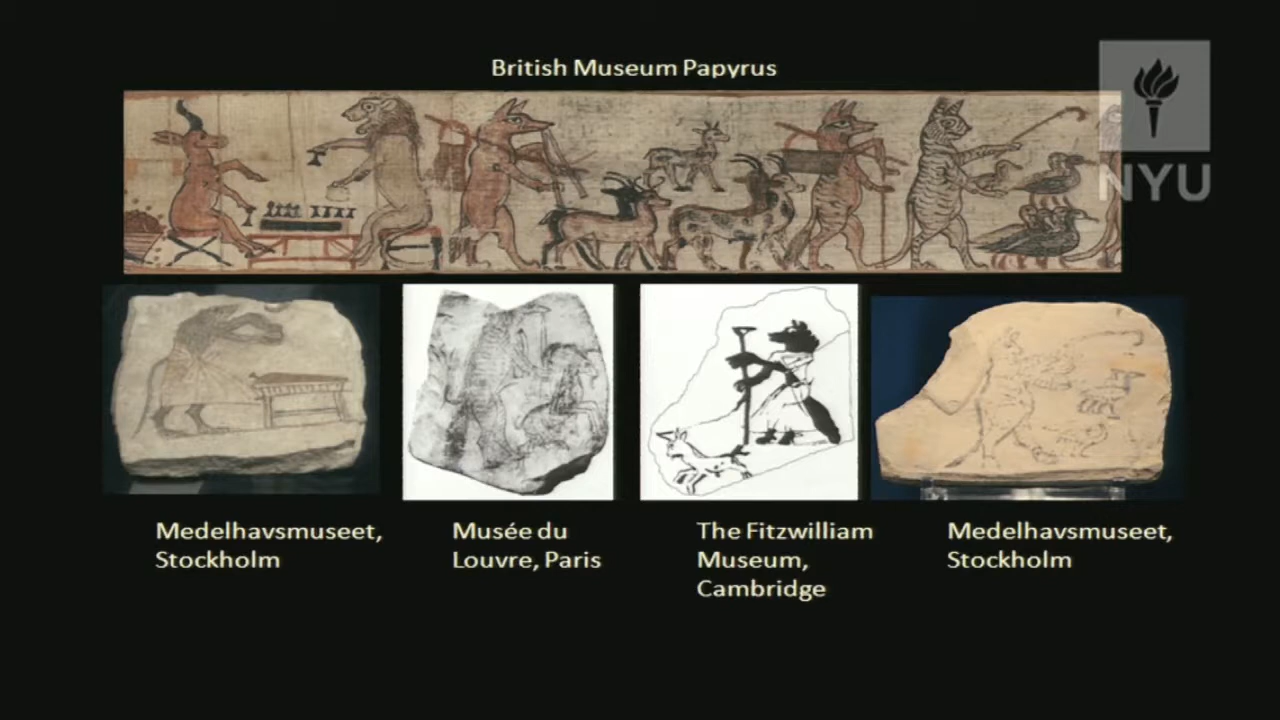 British Museum Papyrus
NYU
Medelhavsmuseet,
Stockholm
Musée du
Louvre, Paris
The Fitzwilliam
Museum,
Cambridge
Medelhavsmuseet,
Stockholm